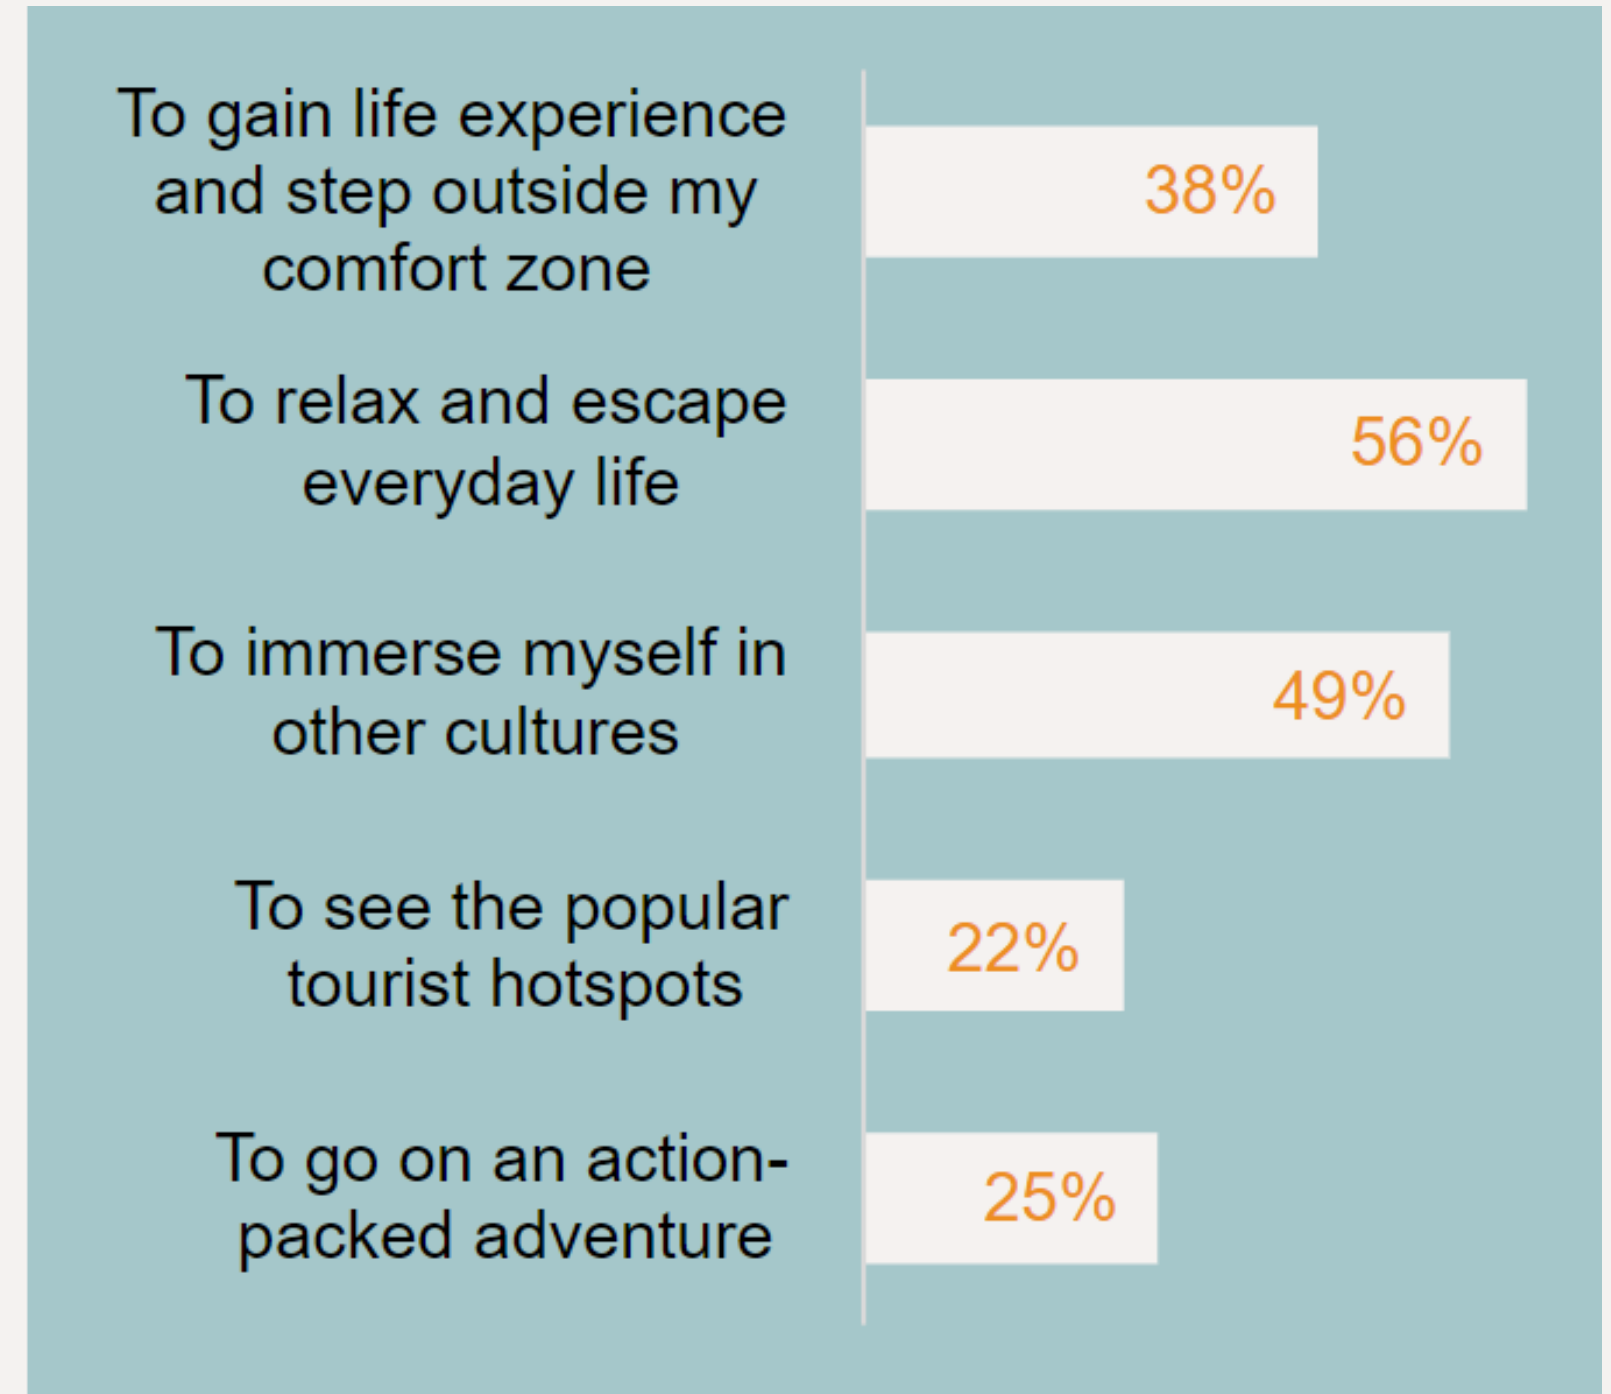 To gain life experience
and step outside my
comfort zone
38%
To relax and escape
everyday life
56%
To immerse myself in
other cultures
49%
To see the popular
tourist hotspots
22%
To go on an action-
packed adventure
25%